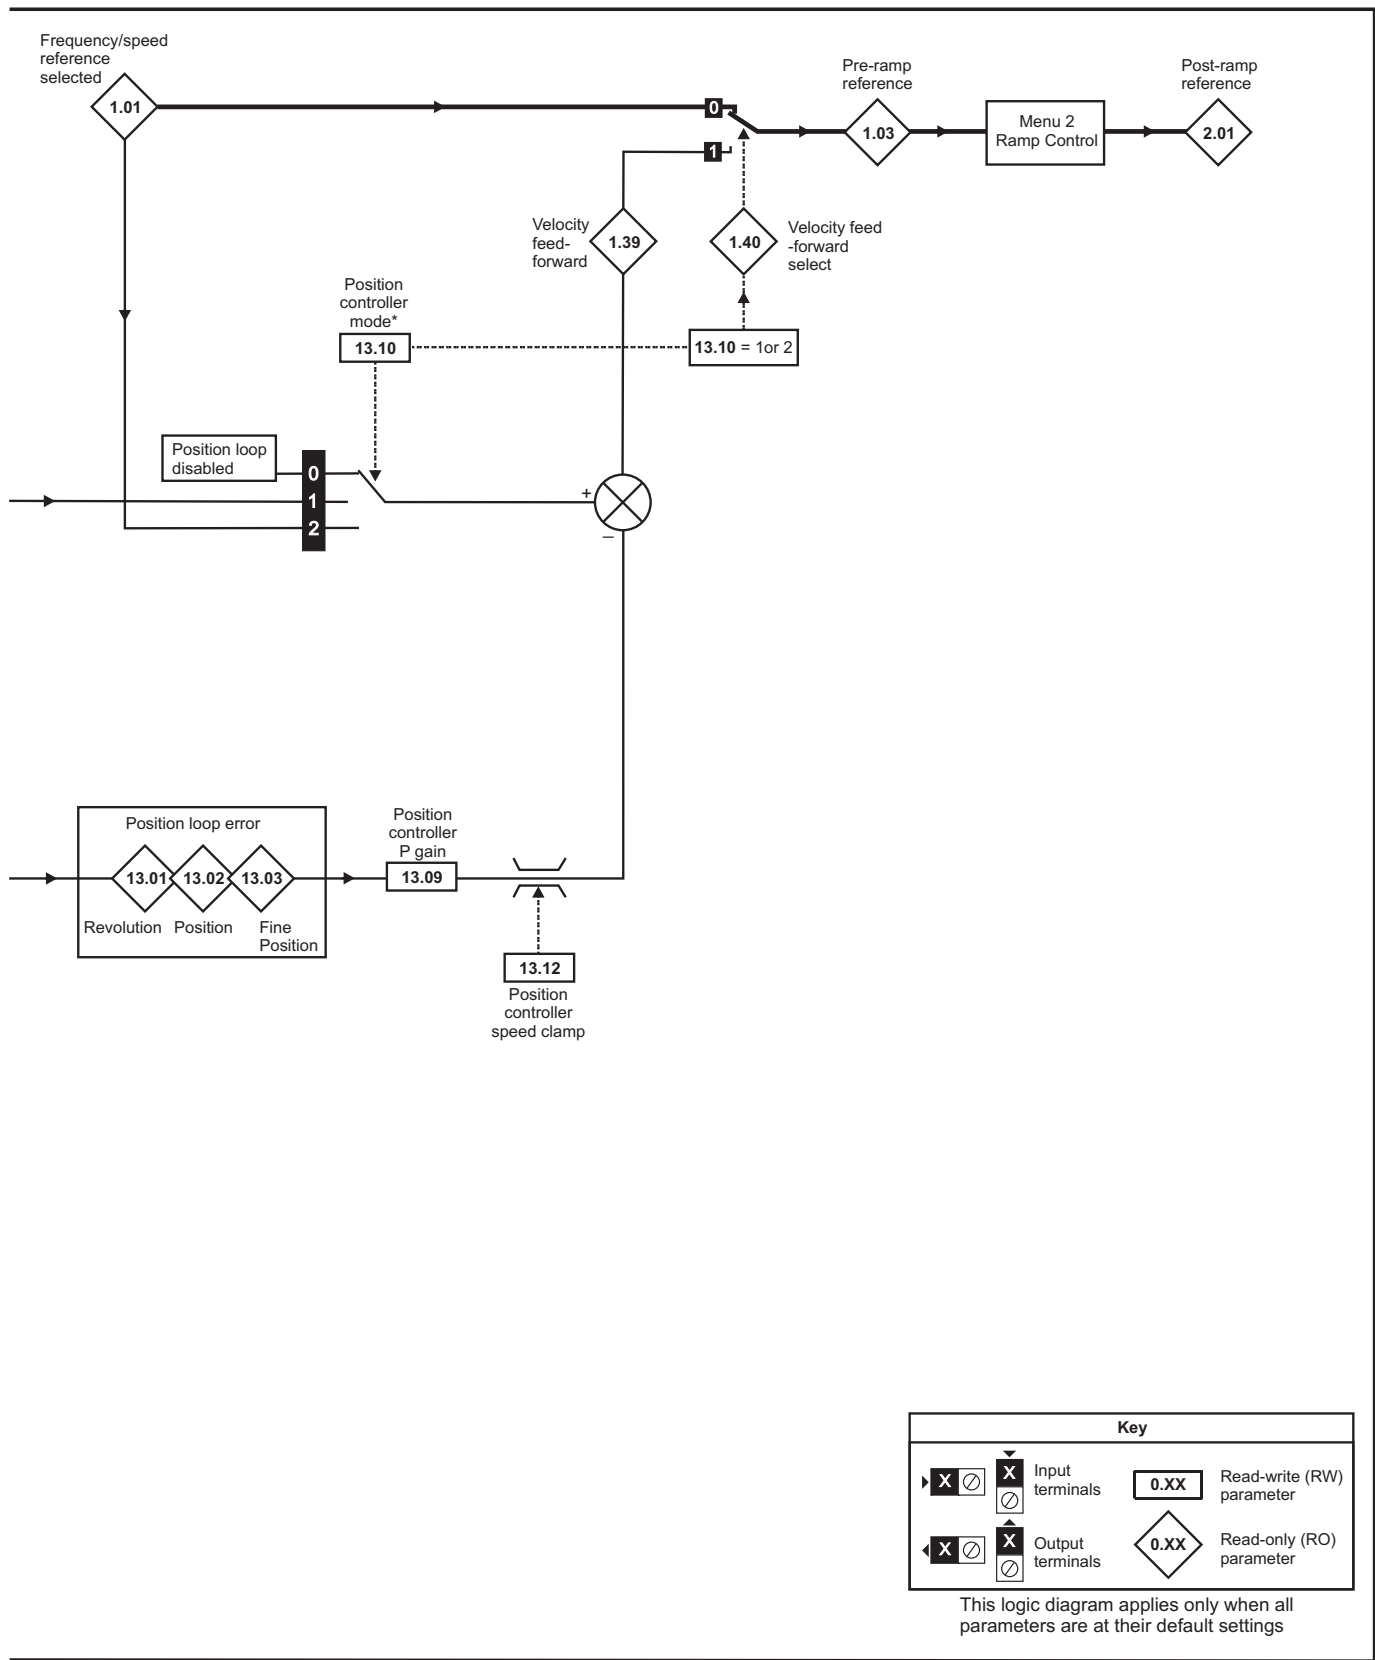 Frequency/speed
reference
selected
1.01
0
1
Pre-ramp
reference
1.03
Menu 2
Ramp Control
Post-ramp
reference
2.01
Velocity
feed-
forward
1.39
1.40
Velocity feed
-forward
select
Position
controller
mode*
13.10
13.10 = 1or 2
Position loop
disabled
0
1
2
+
–
Position loop error
13.01
13.02
13.03
Revolution
Position
Fine
Position
Position
controller
P gain
13.09
13.12
Position
controller
speed clamp
Key
X
X
Input
terminals
0.XX
Read-write (RW)
parameter
X
X
Output
terminals
0.XX
Read-only (RO)
parameter
This logic diagram applies only when all
parameters are at their default settings